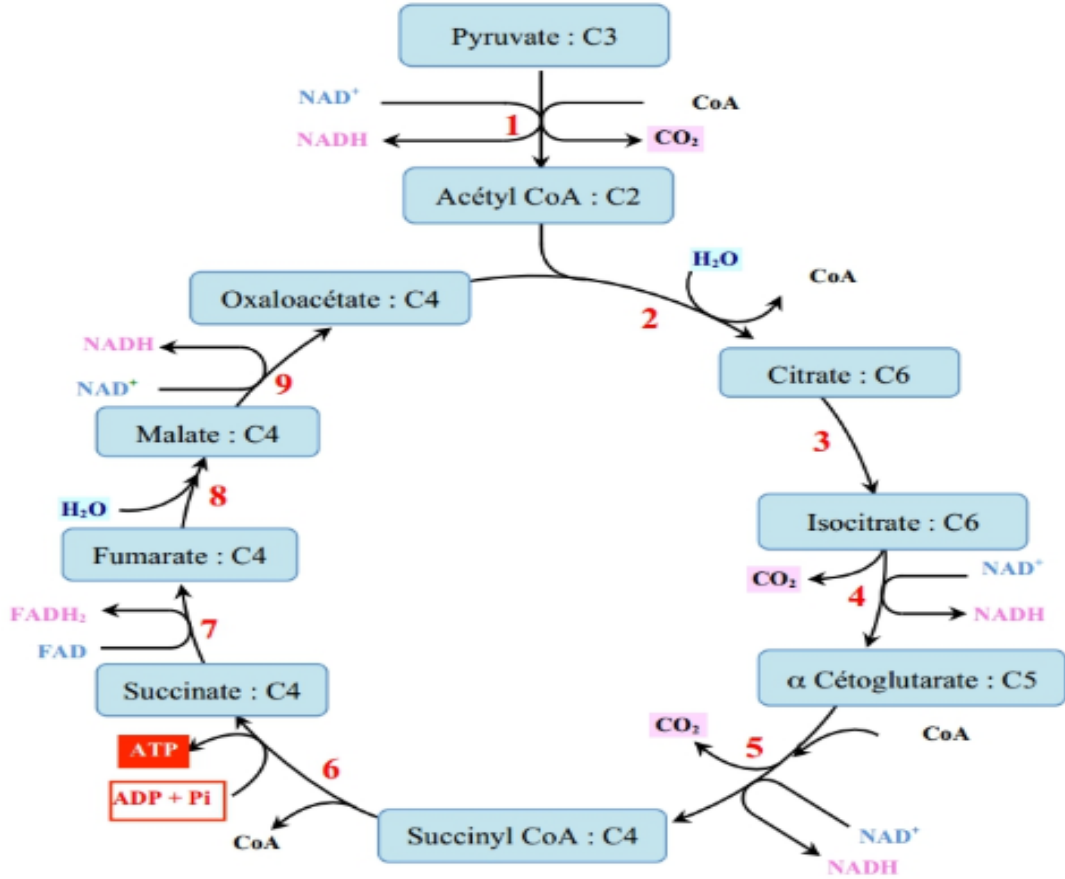 Pyruvate : C3
NAD⁺
CoA
1
NADH
CO₂
Acétyl CoA : C2
H₂O
CoA
Oxaloacétate : C4
2
NADH
NAD⁺
9
Citrate : C6
Malate : C4
3
8
H₂O
Isocitrate : C6
Fumarate : C4
CO₂
NAD⁺
4
NADH
FADH₂
7
FAD
Succinate : C4
α Cétoglutarate : C5
CO₂
CoA
5
ATP
6
ADP + Pi
CoA
Succinyl CoA : C4
NAD⁺
NADH